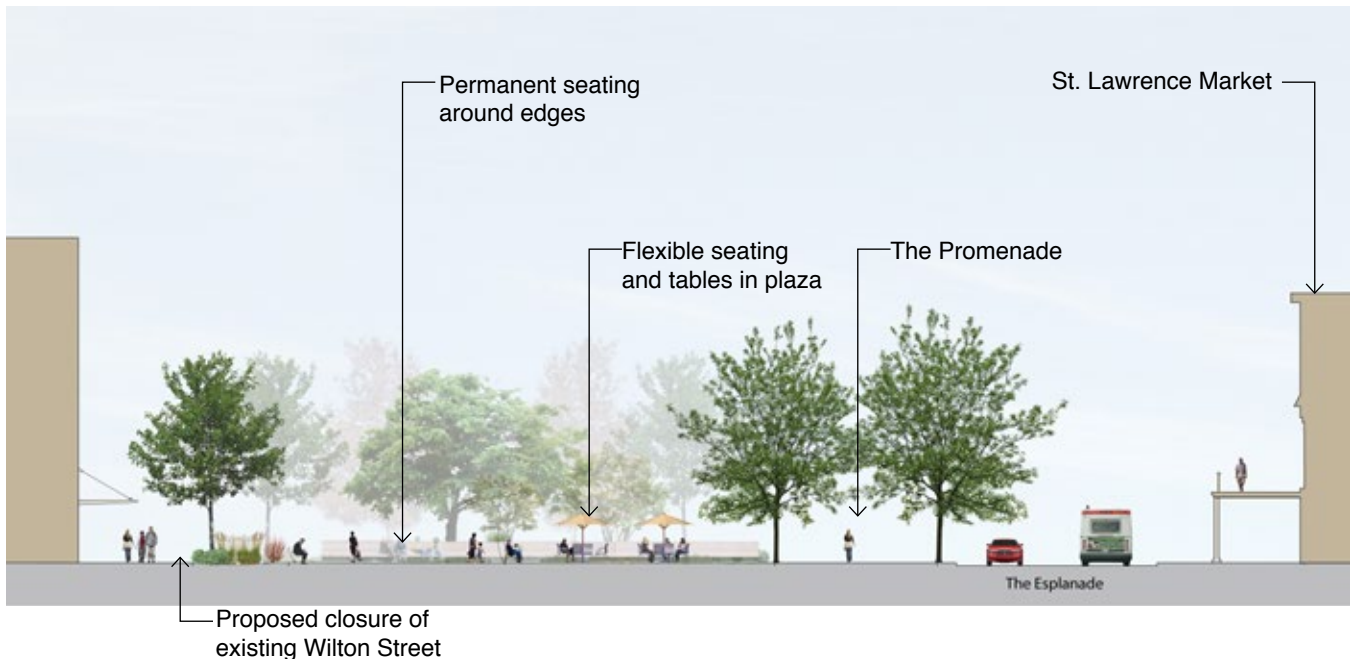 Permanent seating
around edges
St. Lawrence Market
Flexible seating
and tables in plaza
The Promenade
The Esplanade
Proposed closure of
existing Wilton Street